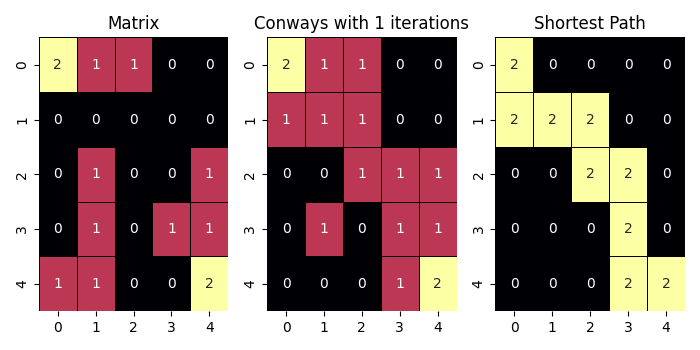 Matrix Conways with 1 iterations Shortest Path
0 2 1 1 0 0 0 2 1 1 0 0 0 2 0 0 0 0
1 0 0 0 0 0 1 1 1 1 0 0 1 2 2 2 0 0
2 0 1 0 0 1 2 0 0 1 1 1 2 0 0 2 2 0
3 0 1 0 1 1 3 0 1 0 1 1 3 0 0 0 2 0
4 1 1 0 0 2 4 0 0 0 1 2 4 0 0 0 2 2
0 1 2 3 4 0 1 2 3 4 0 1 2 3 4